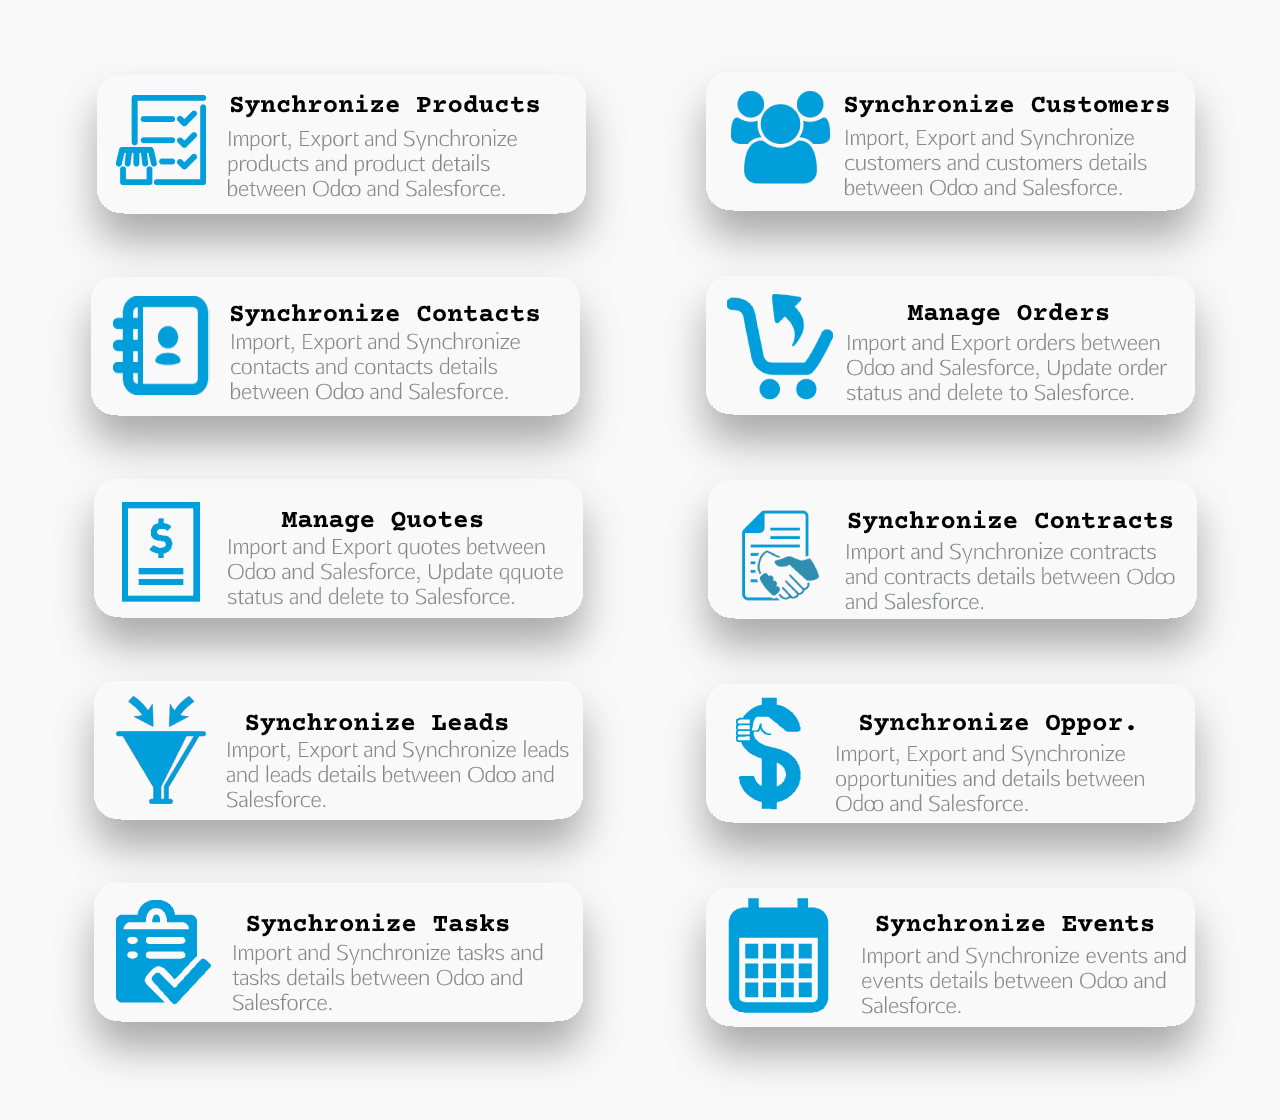 Synchronize Products
Import, Export and Synchronize
products and product details
between Odoo and Salesforce.
Synchronize Customers
Import, Export and Synchronize
customers and customers details
between Odoo and Salesforce.
Synchronize Contacts
Import, Export and Synchronize
contacts and contacts details
between Odoo and Salesforce.
Manage Orders
Import and Export orders between
Odoo and Salesforce, Update order
status and delete to Salesforce.
$
Manage Quotes
Import and Export quotes between
Odoo and Salesforce, Update qquote
status and delete to Salesforce.
Synchronize Contracts
Import and Synchronize contracts
and contracts details between Odoo
and Salesforce.
Synchronize Leads
Import, Export and Synchronize leads
and leads details between Odoo and
Salesforce.
$
Synchronize Oppor.
Import, Export and Synchronize
opportunities and details between
Odoo and Salesforce.
Synchronize Tasks
Import and Synchronize tasks and
tasks details between Odoo and
Salesforce.
Synchronize Events
Import and Synchronize events and
events details between Odoo and
Salesforce.